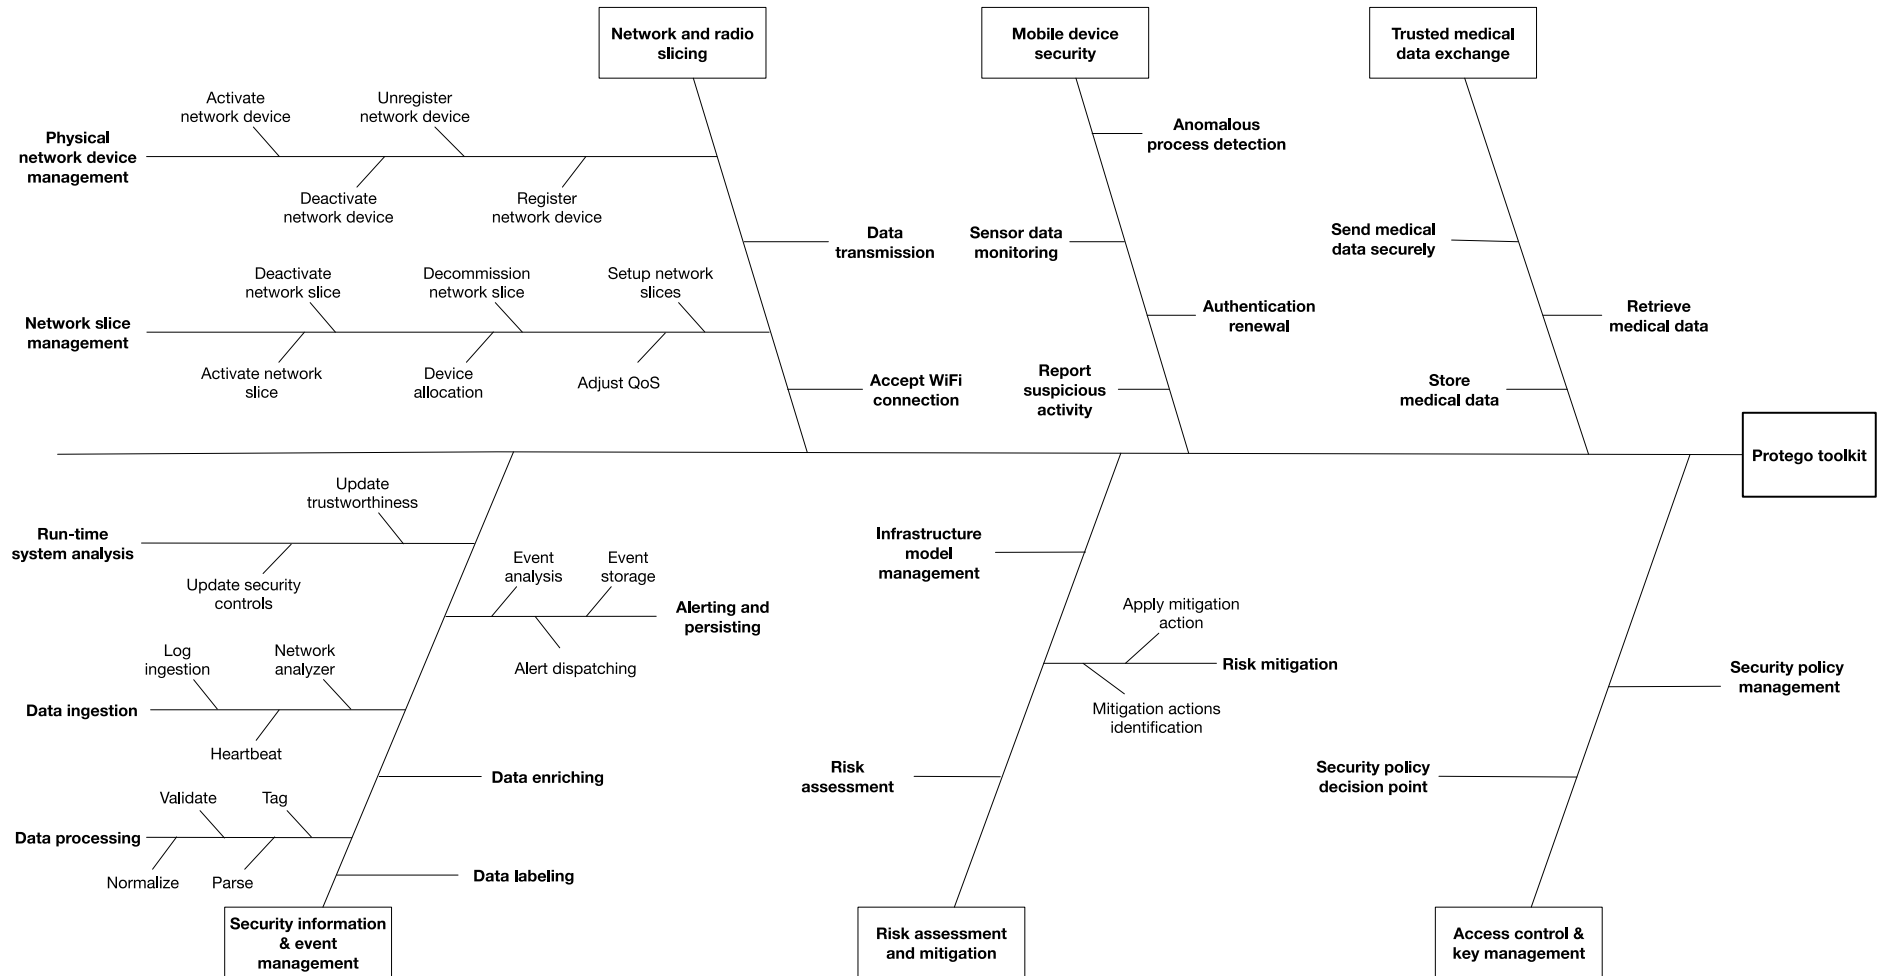 Network and radio
slicing
Mobile device
security
Trusted medical
data exchange
Activate
network device
Unregister
network device
Physical
network device
management
Deactivate
network device
Register
network device
Anomalous
process detection
Data
transmission
Sensor data
monitoring
Send medical
data securely
Deactivate
network slice
Decommission
network slice
Setup network
slices
Network slice
management
Authentication
renewal
Retrieve
medical data
Activate network
slice
Device
allocation
Adjust QoS
Accept WiFi
connection
Report
suspicious
activity
Store
medical data
Protego toolkit
Update
trustworthiness
Run-time
system analysis
Update security
controls
Event
analysis
Event
storage
Alerting and
persisting
Alert dispatching
Infrastructure
model
management
Apply mitigation
action
Risk mitigation
Mitigation actions
identification
Security policy
management
Log
ingestion
Network
analyzer
Data ingestion
Heartbeat
Data enriching
Risk
assessment
Security policy
decision point
Validate
Tag
Data processing
Normalize
Parse
Data labeling
Security information
& event
management
Risk assessment
and mitigation
Access control &
key management